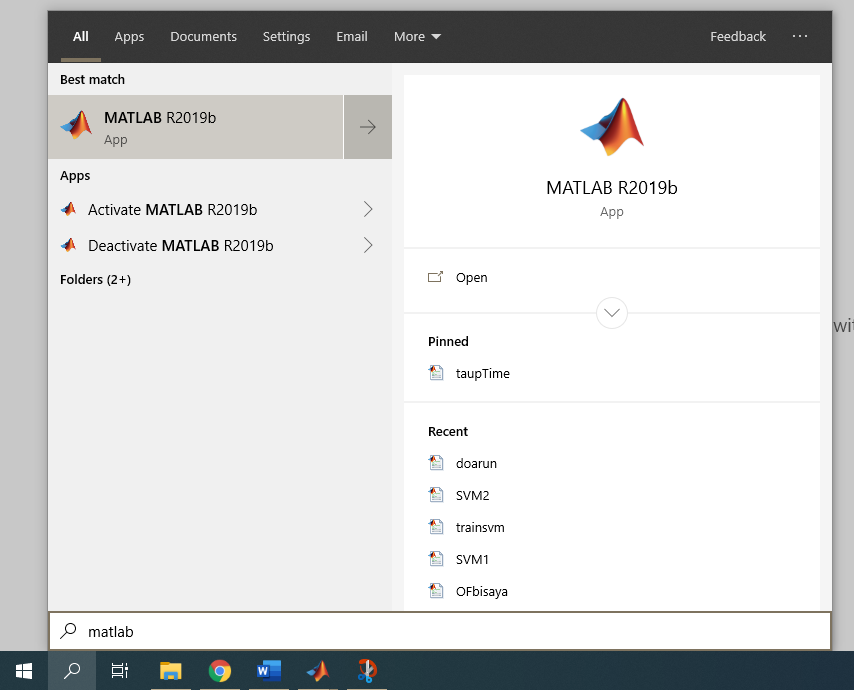 All Apps Documents Settings Email More Feedback ...
Best match
MATLAB R2019b
App
Apps
Activate MATLAB R2019b
Deactivate MATLAB R2019b
Folders (2+)
MATLAB R2019b
App
Open
Pinned
taupTime
Recent
doarun
SVM2
trainsvm
SVM1
OFbisaya
matlab